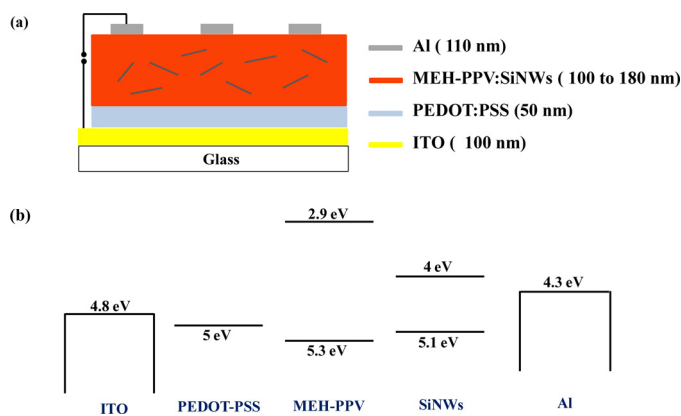 (a)
Al ( 110 nm)
MEH-PPV:SiNWs ( 100 to 180 nm)
PEDOT:PSS (50 nm)
ITO ( 100 nm)
Glass
(b)
2.9 eV
4 eV
4.3 eV
4.8 eV
5 eV
5.3 eV
5.1 eV
ITO PEDOT-PSS MEH-PPV SiNWs Al